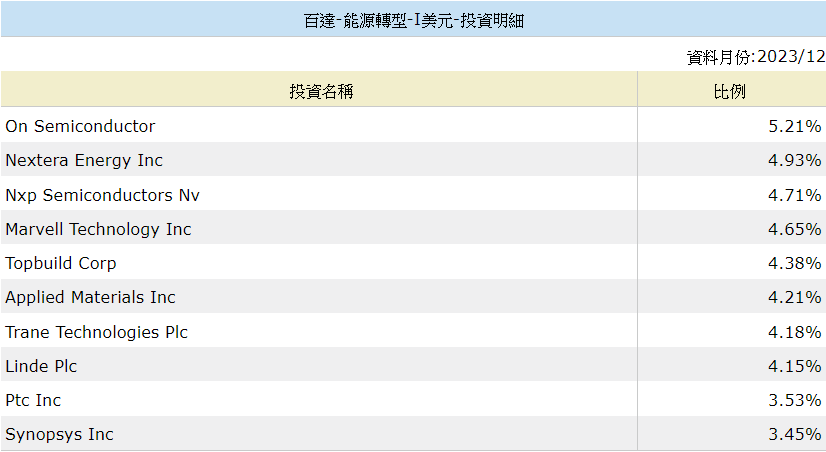 百達-能源轉型-I美元-投資明細
資料月份:2023/12
投資名稱 比例
On Semiconductor 5.21%
Nextera Energy Inc 4.93%
Nxp Semiconductors Nv 4.71%
Marvell Technology Inc 4.65%
Topbuild Corp 4.38%
Applied Materials Inc 4.21%
Trane Technologies Plc 4.18%
Linde Plc 4.15%
Ptc Inc 3.53%
Synopsys Inc 3.45%